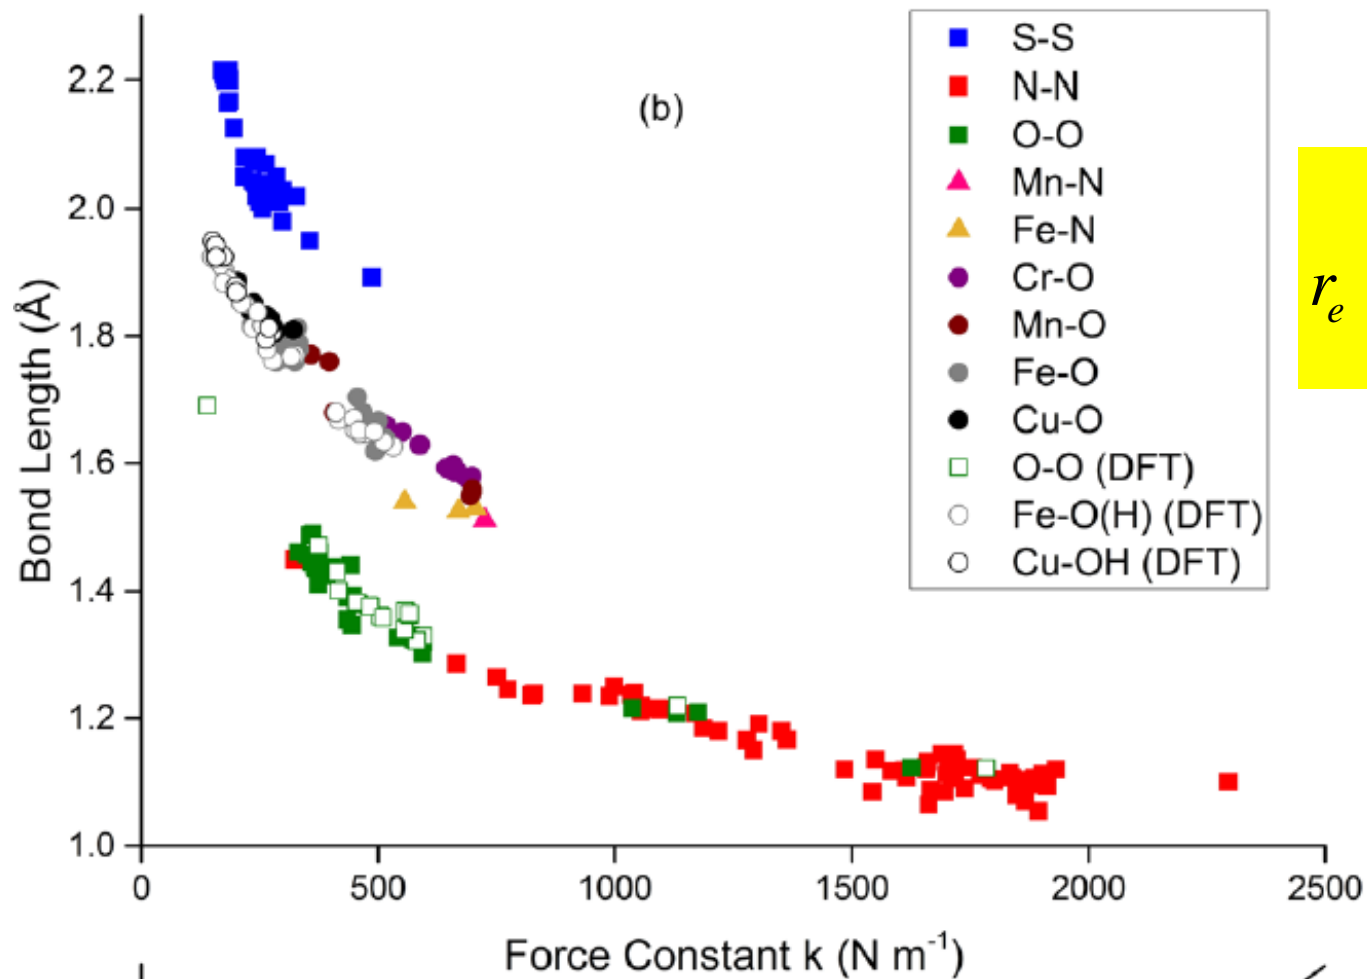 (b)
S-S
N-N
O-O
Mn-N
Fe-N
Cr-O
Mn-O
Fe-O
Cu-O
O-O (DFT)
Fe-O(H) (DFT)
Cu-OH (DFT)
r_e
Bond Length (Å)
2.2
2.0
1.8
1.6
1.4
1.2
1.0
0 500 1000 1500 2000 2500
Force Constant k (N m⁻¹)